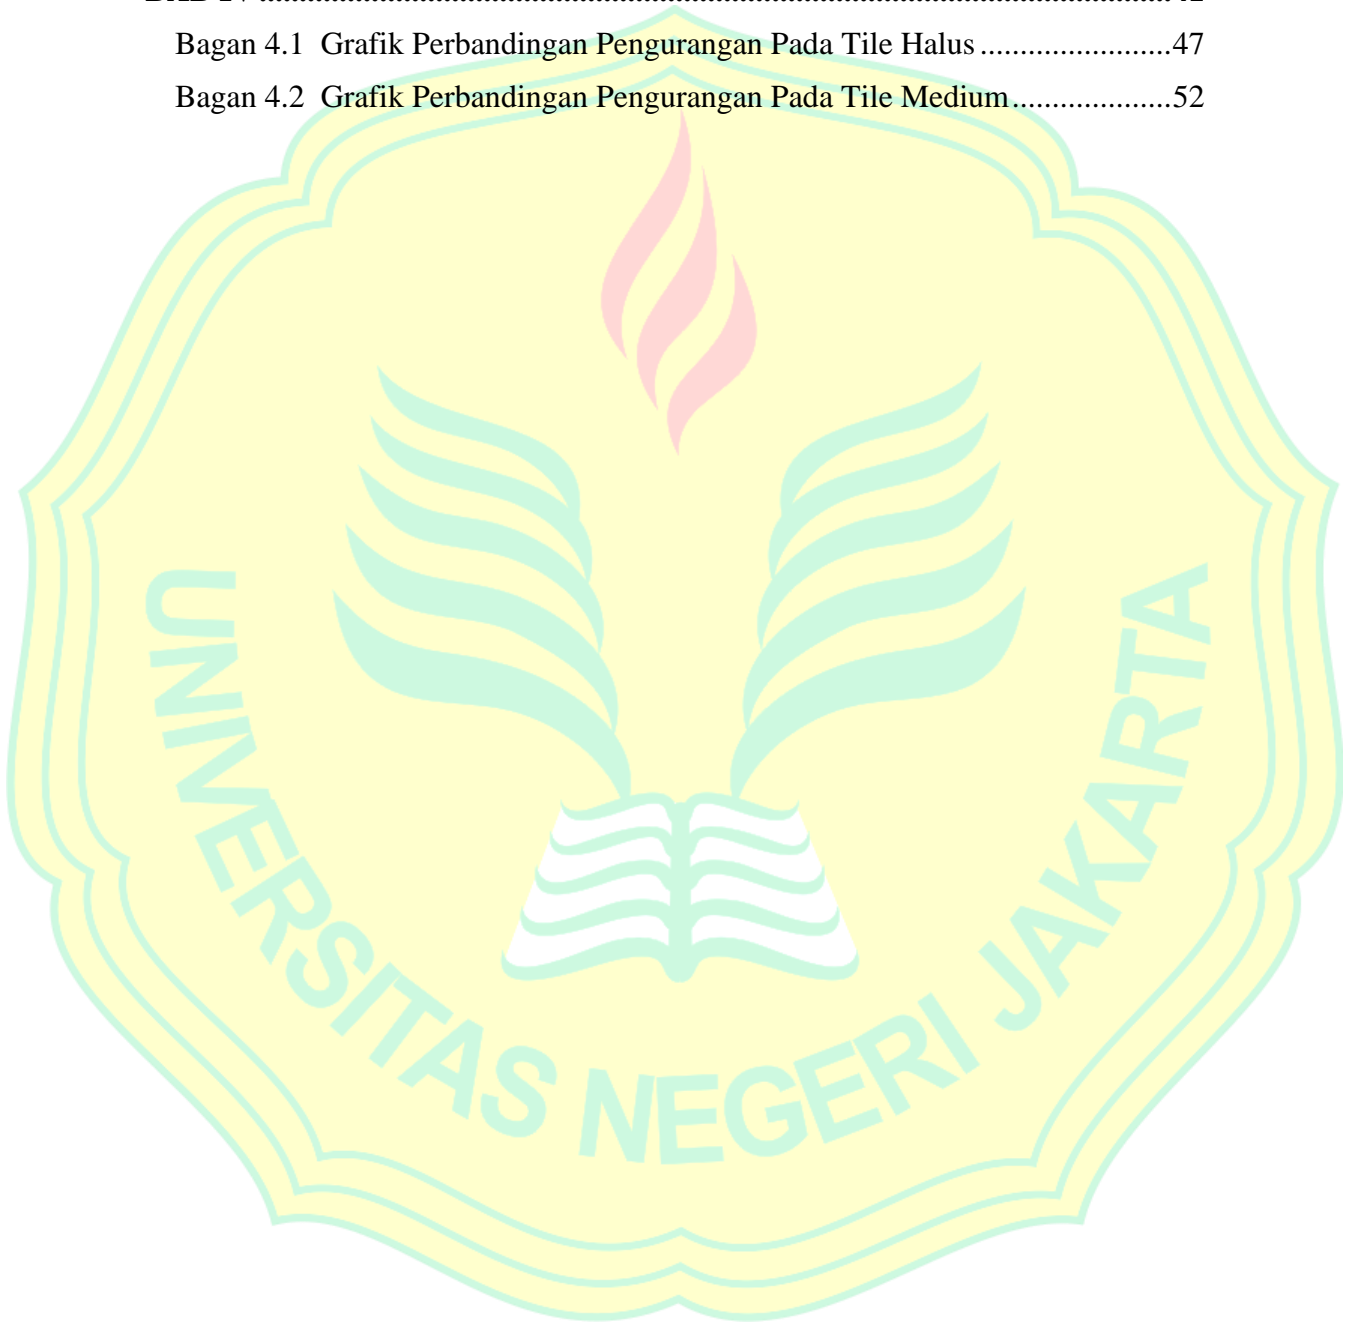 Bagan 4.1 Grafik Perbandingan Pengurangan Pada Tile Halus ........................47
Bagan 4.2 Grafik Perbandingan Pengurangan Pada Tile Medium....................52
UNIVERSITAS NEGERI JAKARTA